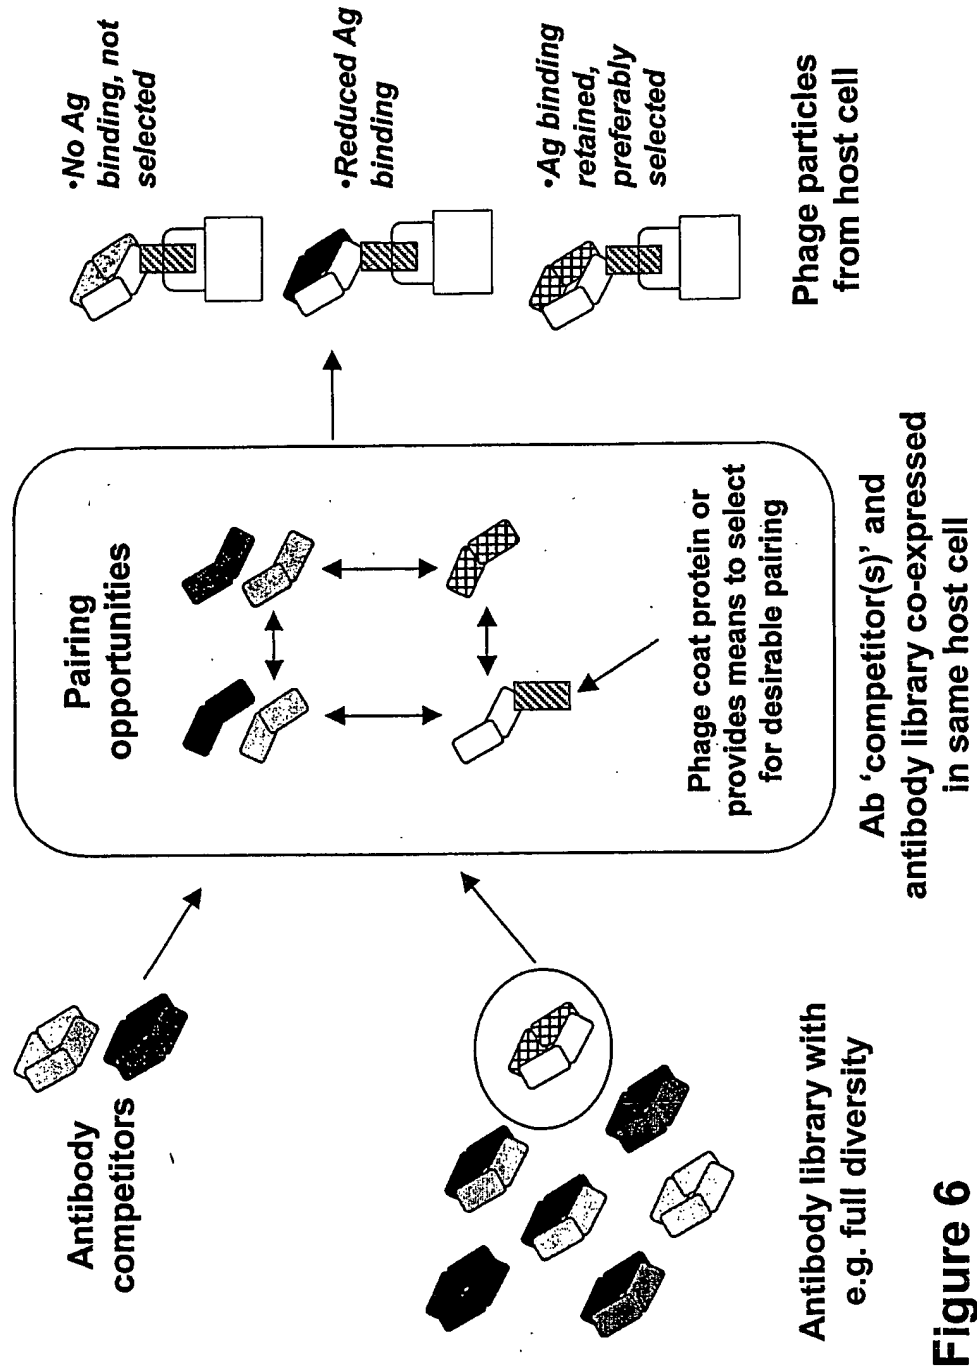 Antibody
competitors
Antibody library with
e.g. full diversity
Pairing
opportunities
Phage coat protein or
provides means to select
for desirable pairing
Ab ‘competitor(s)’ and
antibody library co-expressed
in same host cell
•No Ag
binding, not
selected
•Reduced Ag
binding
•Ag binding
retained,
preferably
selected
Phage particles
from host cell
Figure 6